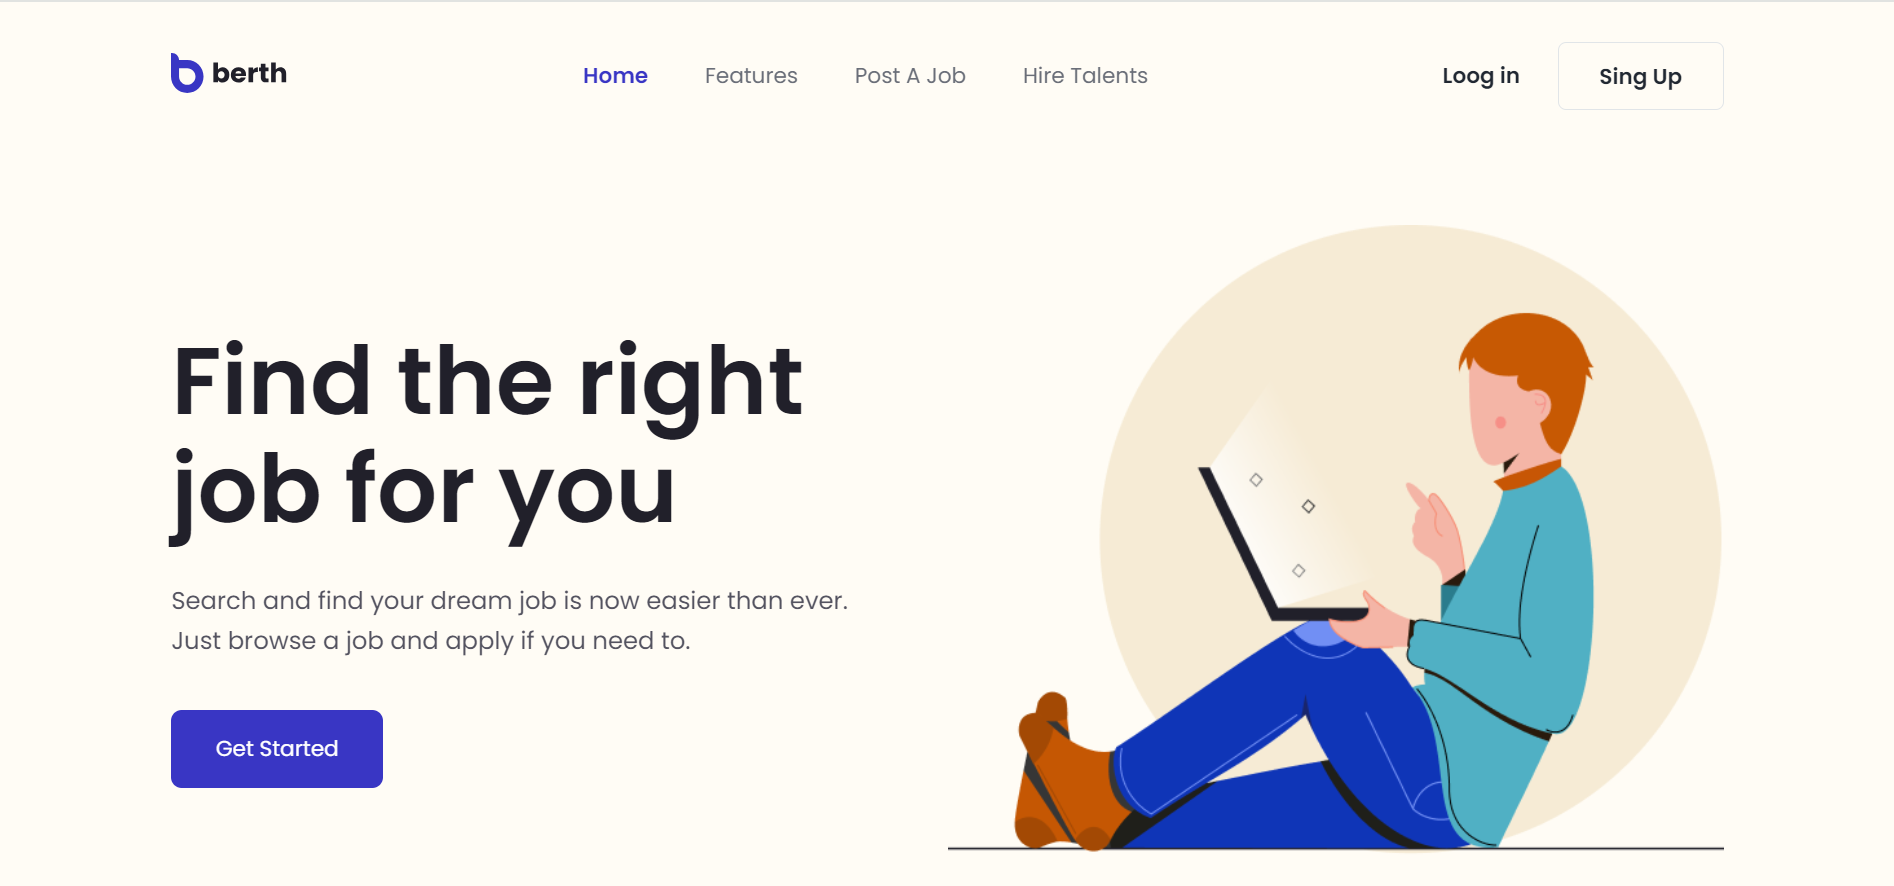 berth
Home
Features
Post A Job
Hire Talents
Loog in
Sing Up
Find the right
job for you
Search and find your dream job is now easier than ever.
Just browse a job and apply if you need to.
Get Started